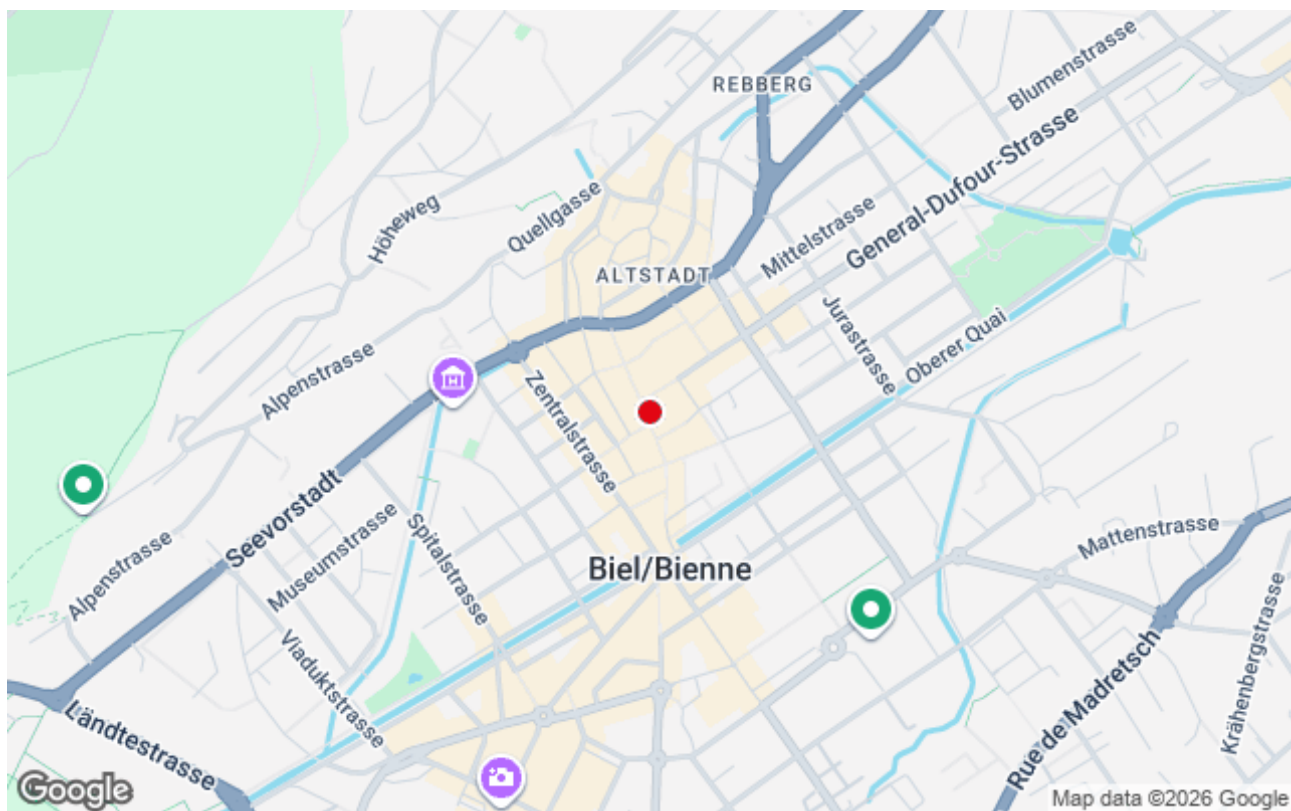 REBBERG
Blumenstrasse
General-Dufour-Strasse
Höheweg
Quellgasse
Mittelstrasse
ALTSTADT
Jurastrasse
Oberer Quai
Alpenstrasse
Zentralstrasse
Seevorstadt
Museumstrasse
Spitalstrasse
Alpenstrasse
Mattenstrasse
Biel/Bienne
Viaduktstrasse
Krähenbergstrasse
Rue de Madretsch
Ländtestrasse
H
Google
Map data ©2026 Google